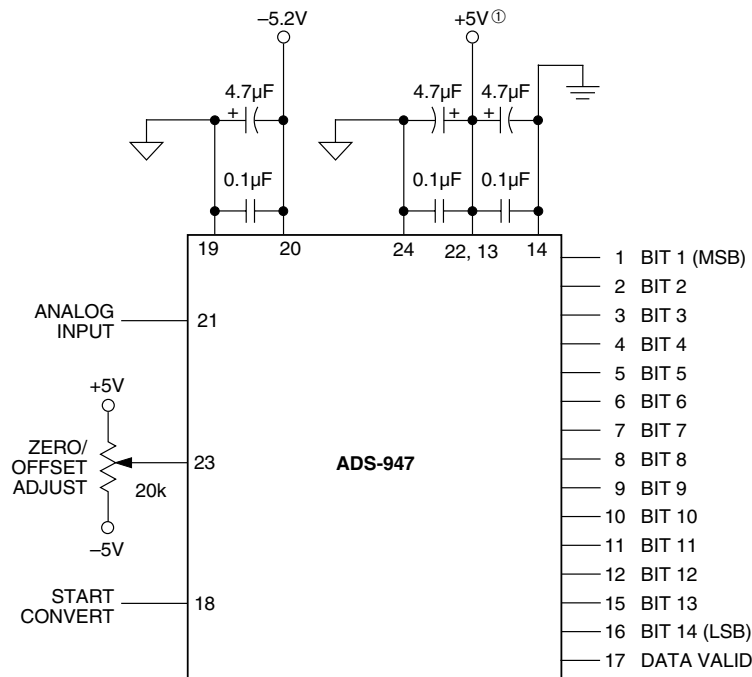 –5.2V
+5V ①
4.7µF
4.7µF
4.7µF
+
+
+
0.1µF
0.1µF
0.1µF
19
20
24
22, 13
14
ANALOG
INPUT
21
+5V
ZERO/
OFFSET
ADJUST
20k
23
–5V
START
CONVERT
18
ADS-947
1 BIT 1 (MSB)
2 BIT 2
3 BIT 3
4 BIT 4
5 BIT 5
6 BIT 6
7 BIT 7
8 BIT 8
9 BIT 9
10 BIT 10
11 BIT 11
12 BIT 12
15 BIT 13
16 BIT 14 (LSB)
17 DATA VALID